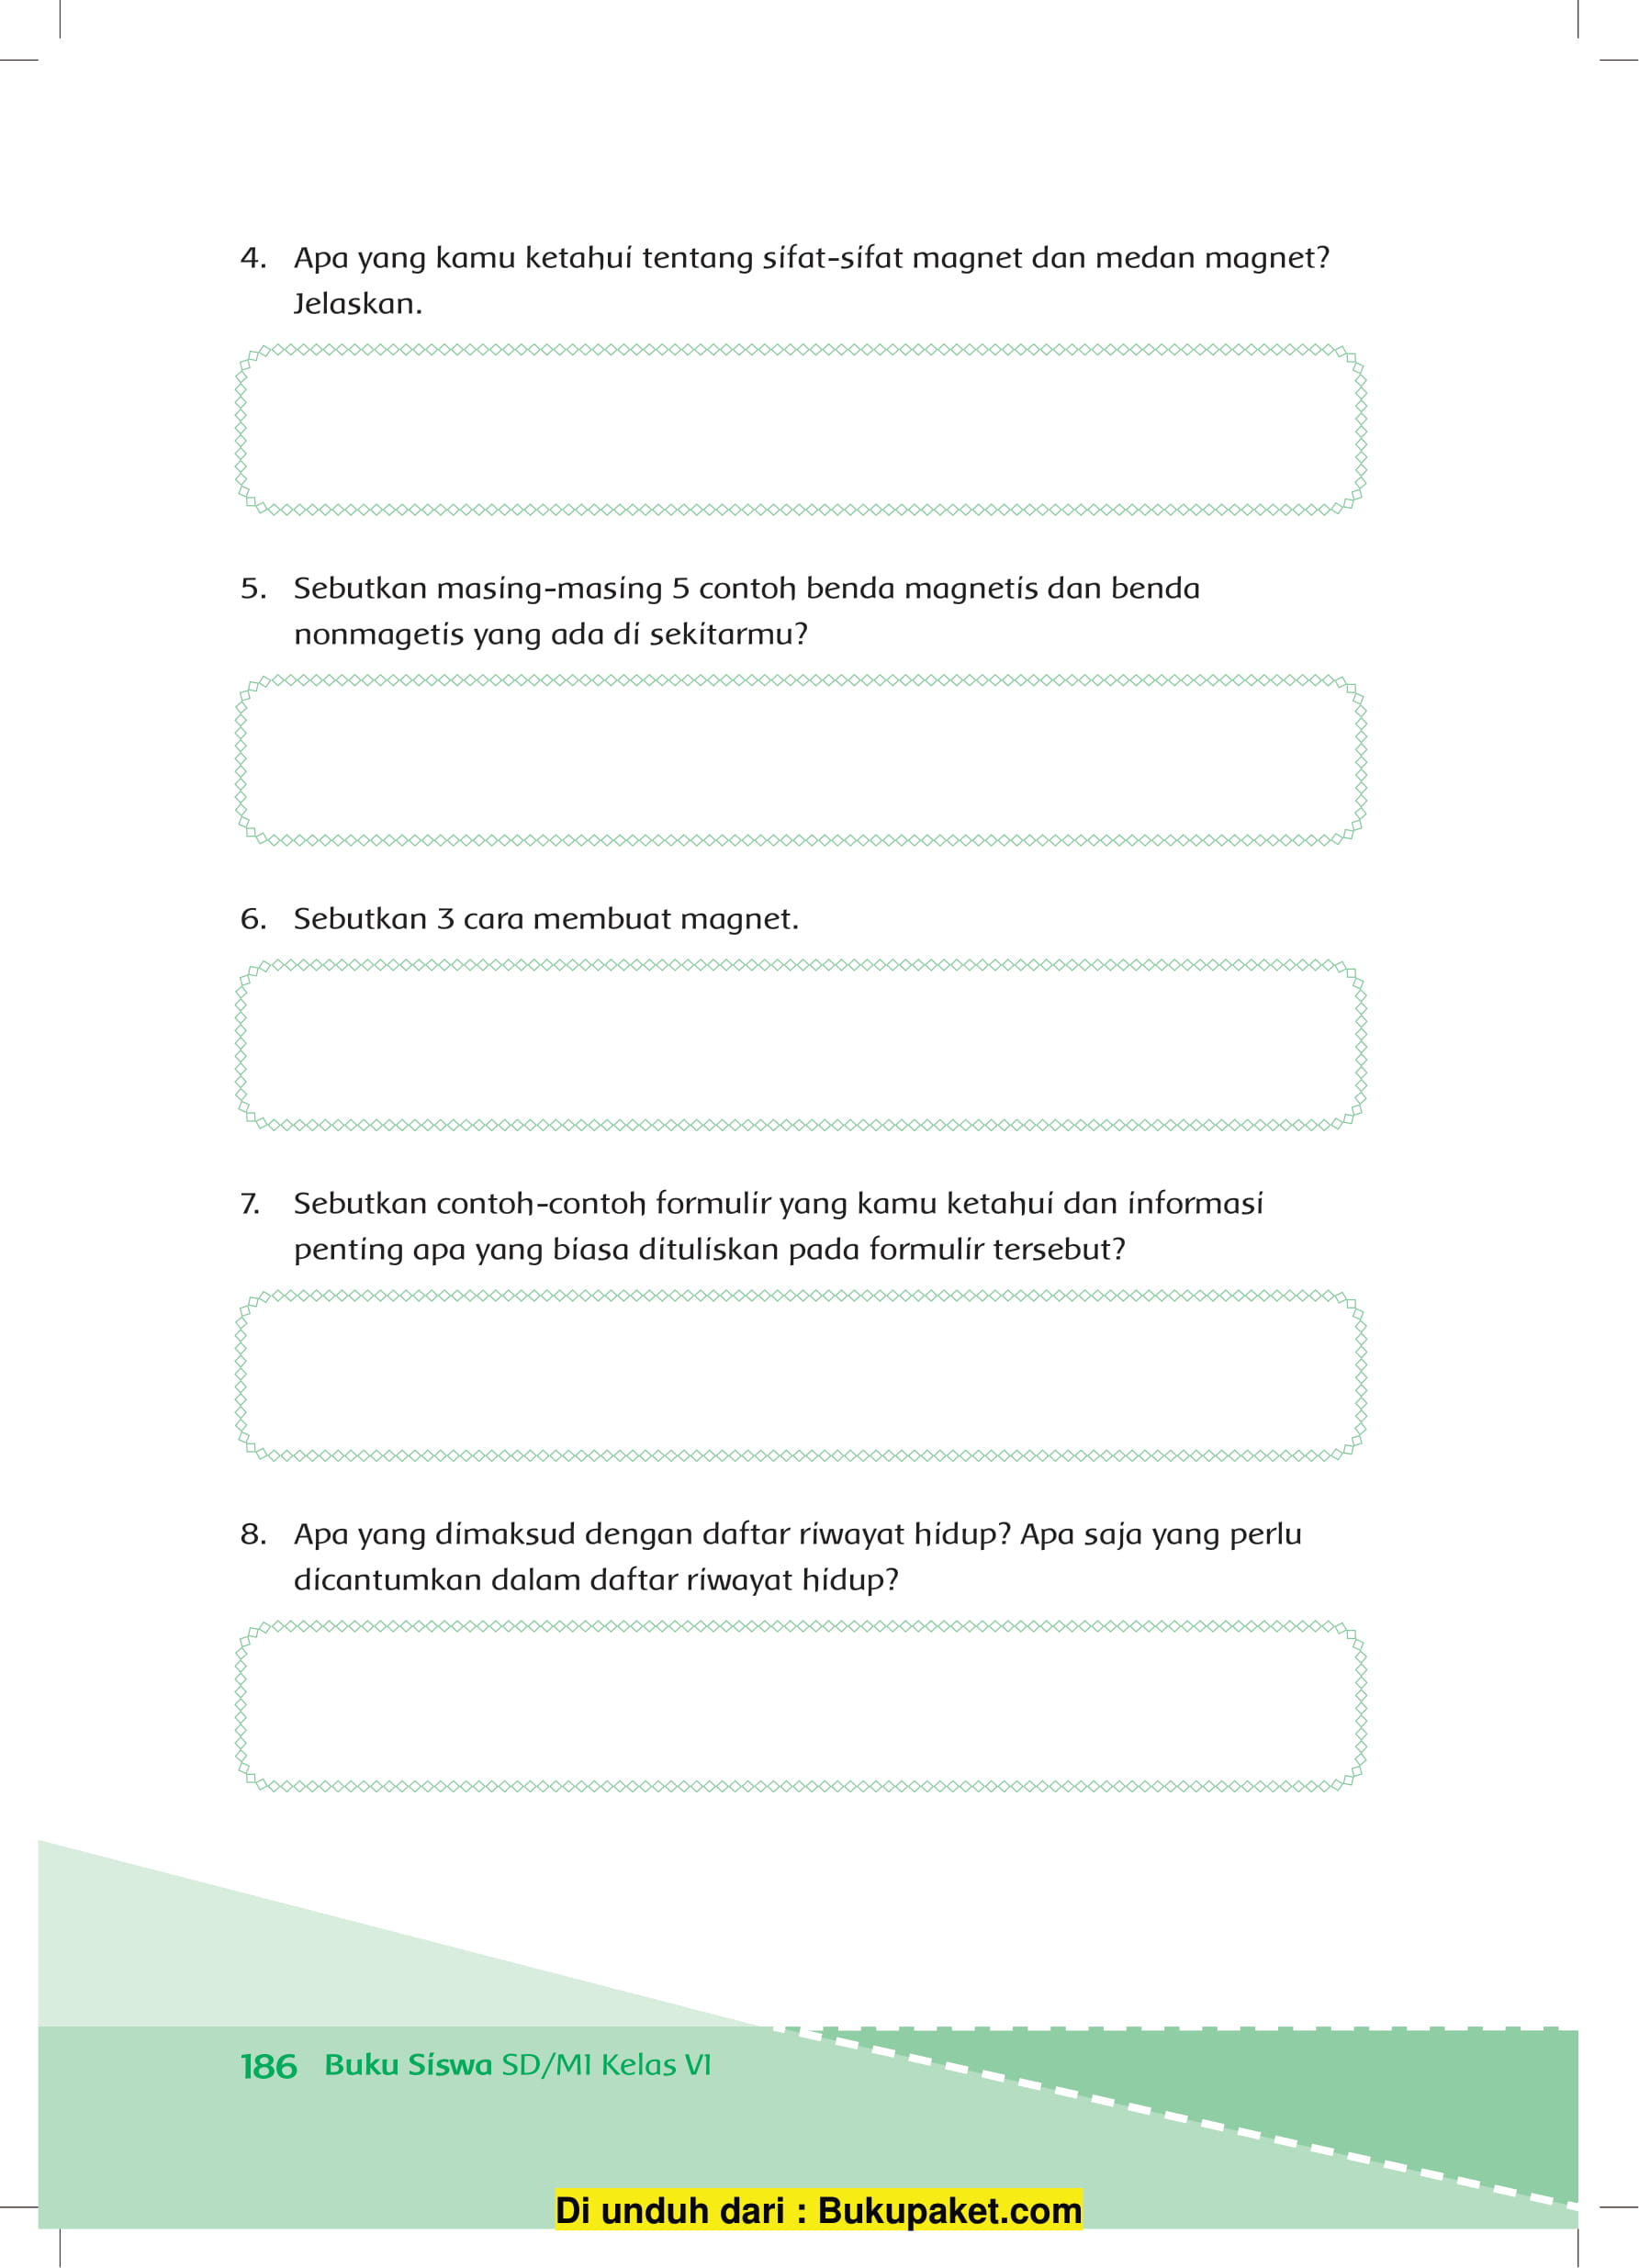 4. Apa yang kamu ketahui tentang sifat-sifat magnet dan medan magnet?
Jelaskan.
5. Sebutkan masing-masing 5 contoh benda magnetis dan benda
nonmagetis yang ada di sekitarmu?
6. Sebutkan 3 cara membuat magnet.
7. Sebutkan contoh-contoh formulir yang kamu ketahui dan informasi
penting apa yang biasa dituliskan pada formulir tersebut?
8. Apa yang dimaksud dengan daftar riwayat hidup? Apa saja yang perlu
dicantumkan dalam daftar riwayat hidup?
186 Buku Siswa SD/MI Kelas VI
Di unduh dari : Bukupaket.com